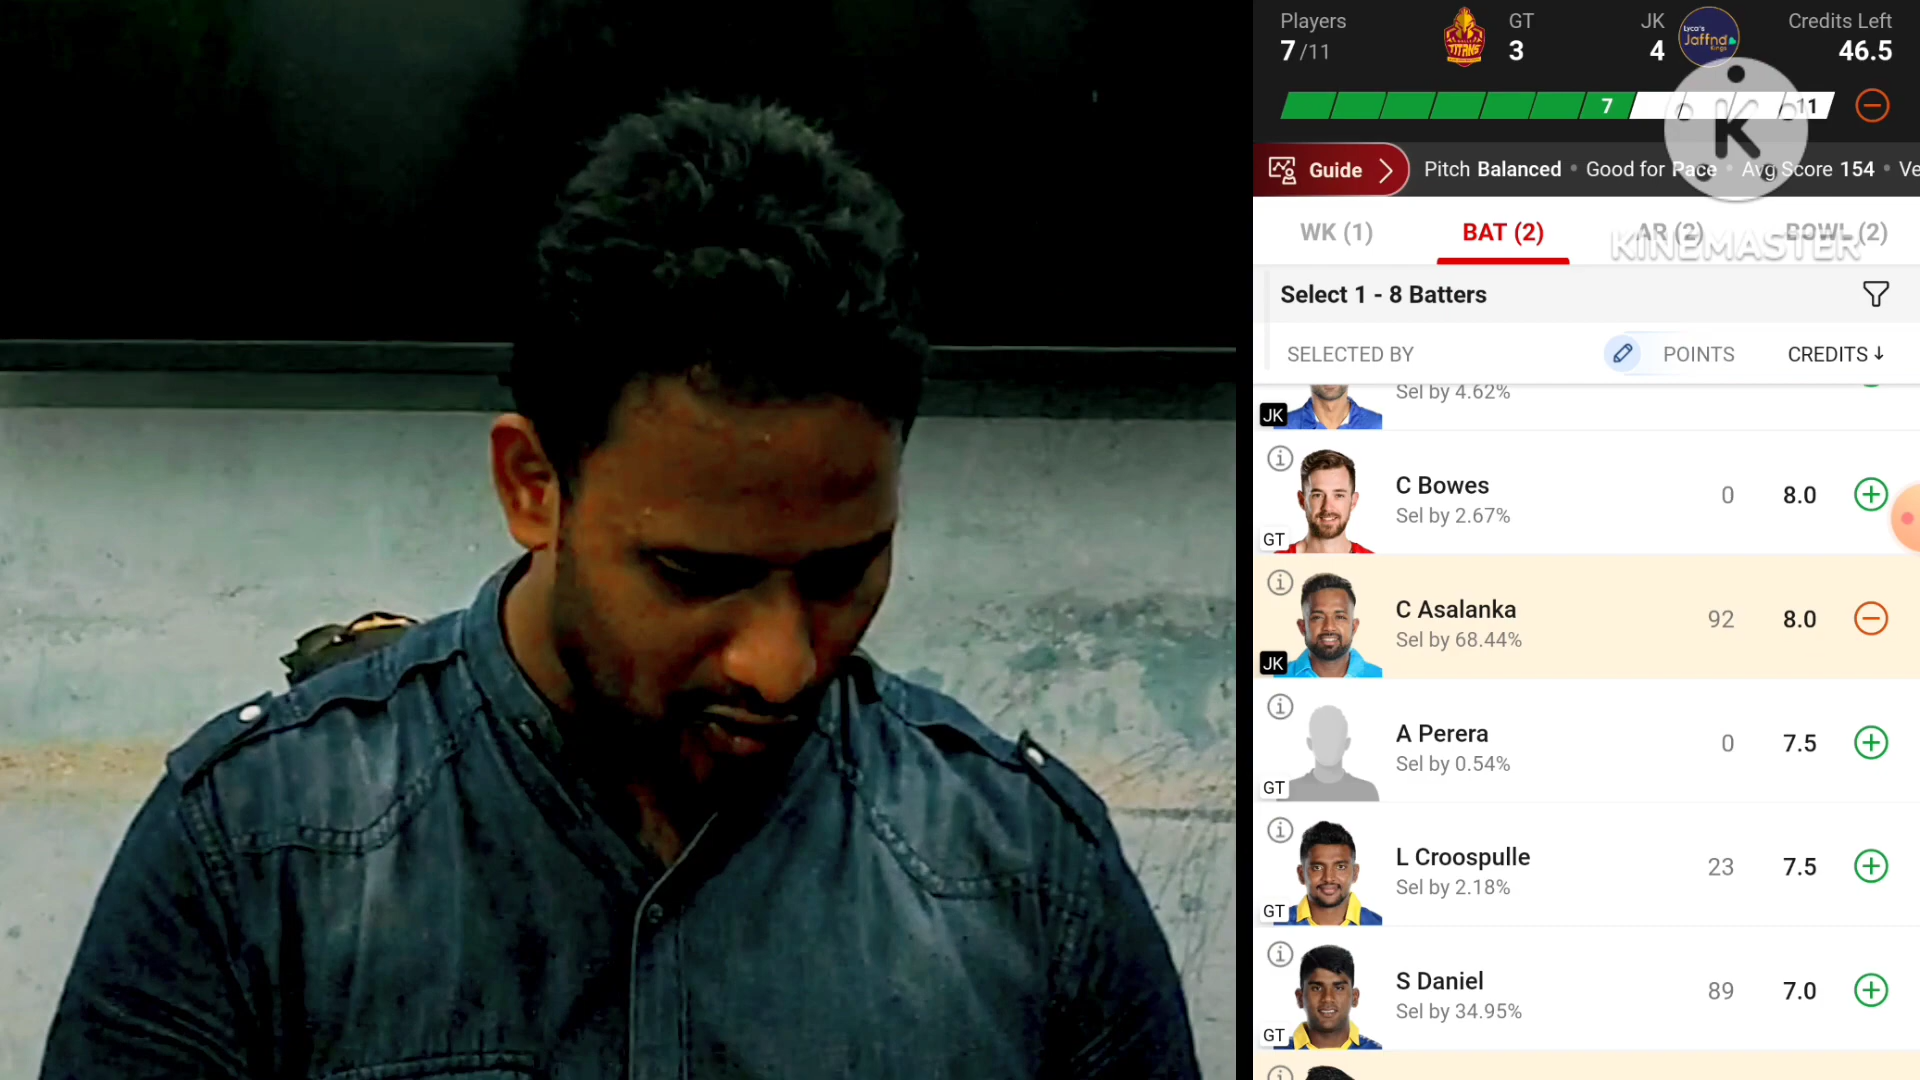 Players
7/11
TITANS
GT
3
JK
4
Lyca's
Jaffna
Kings
Credits Left
46.5
7
11
K
Guide
Pitch Balanced • Good for Pace • Avg Score 154 • Ve
WK (1)
BAT (2)
AR (2)
BOWL (2)
KINEMASTER
Select 1 - 8 Batters
SELECTED BY
POINTS
CREDITS↓
Sel by 4.62%
JK
C Bowes
Sel by 2.67%
0
8.0
GT
C Asalanka
Sel by 68.44%
92
8.0
JK
A Perera
Sel by 0.54%
0
7.5
GT
L Croospulle
Sel by 2.18%
23
7.5
GT
S Daniel
Sel by 34.95%
89
7.0
GT